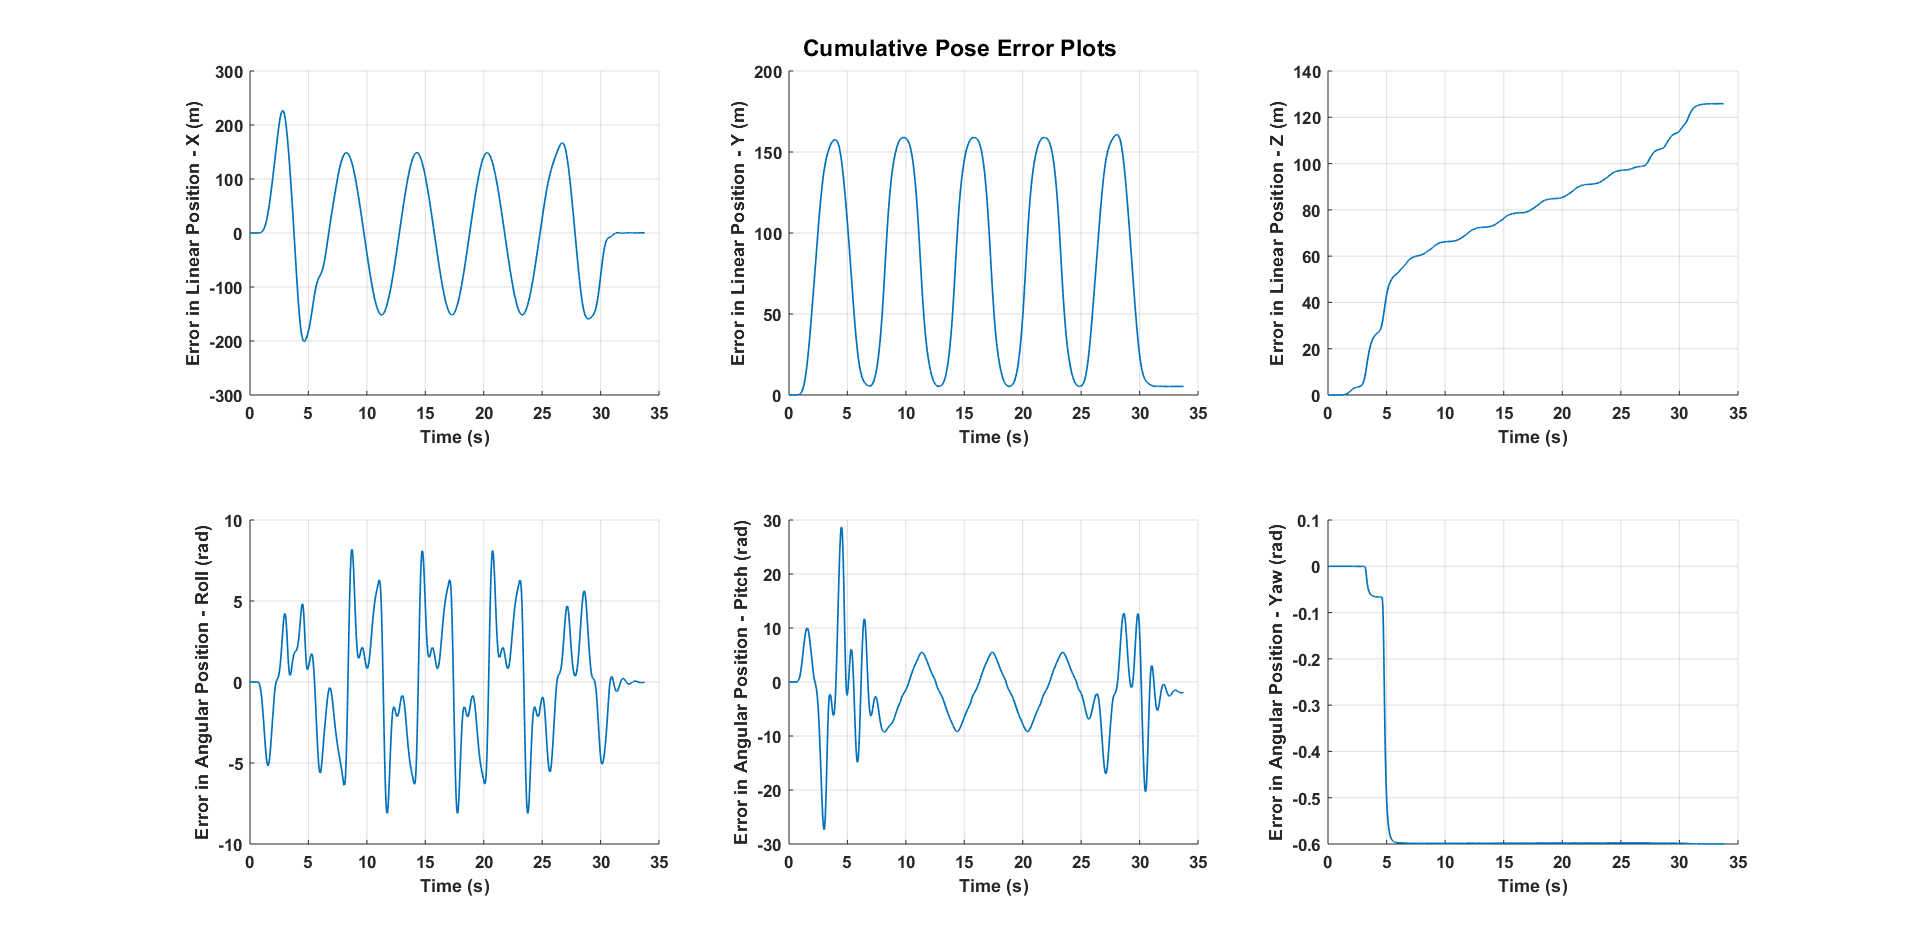 Cumulative Pose Error Plots
Error in Linear Position - X (m)
300
200
100
0
-100
-200
-300
0 5 10 15 20 25 30 35
Time (s)
Error in Linear Position - Y (m)
200
150
100
50
0
0 5 10 15 20 25 30 35
Time (s)
Error in Linear Position - Z (m)
140
120
100
80
60
40
20
0
0 5 10 15 20 25 30 35
Time (s)
Error in Angular Position - Roll (rad)
10
5
0
-5
-10
0 5 10 15 20 25 30 35
Time (s)
Error in Angular Position - Pitch (rad)
30
20
10
0
-10
-20
-30
0 5 10 15 20 25 30 35
Time (s)
Error in Angular Position - Yaw (rad)
0.1
0
-0.1
-0.2
-0.3
-0.4
-0.5
-0.6
0 5 10 15 20 25 30 35
Time (s)